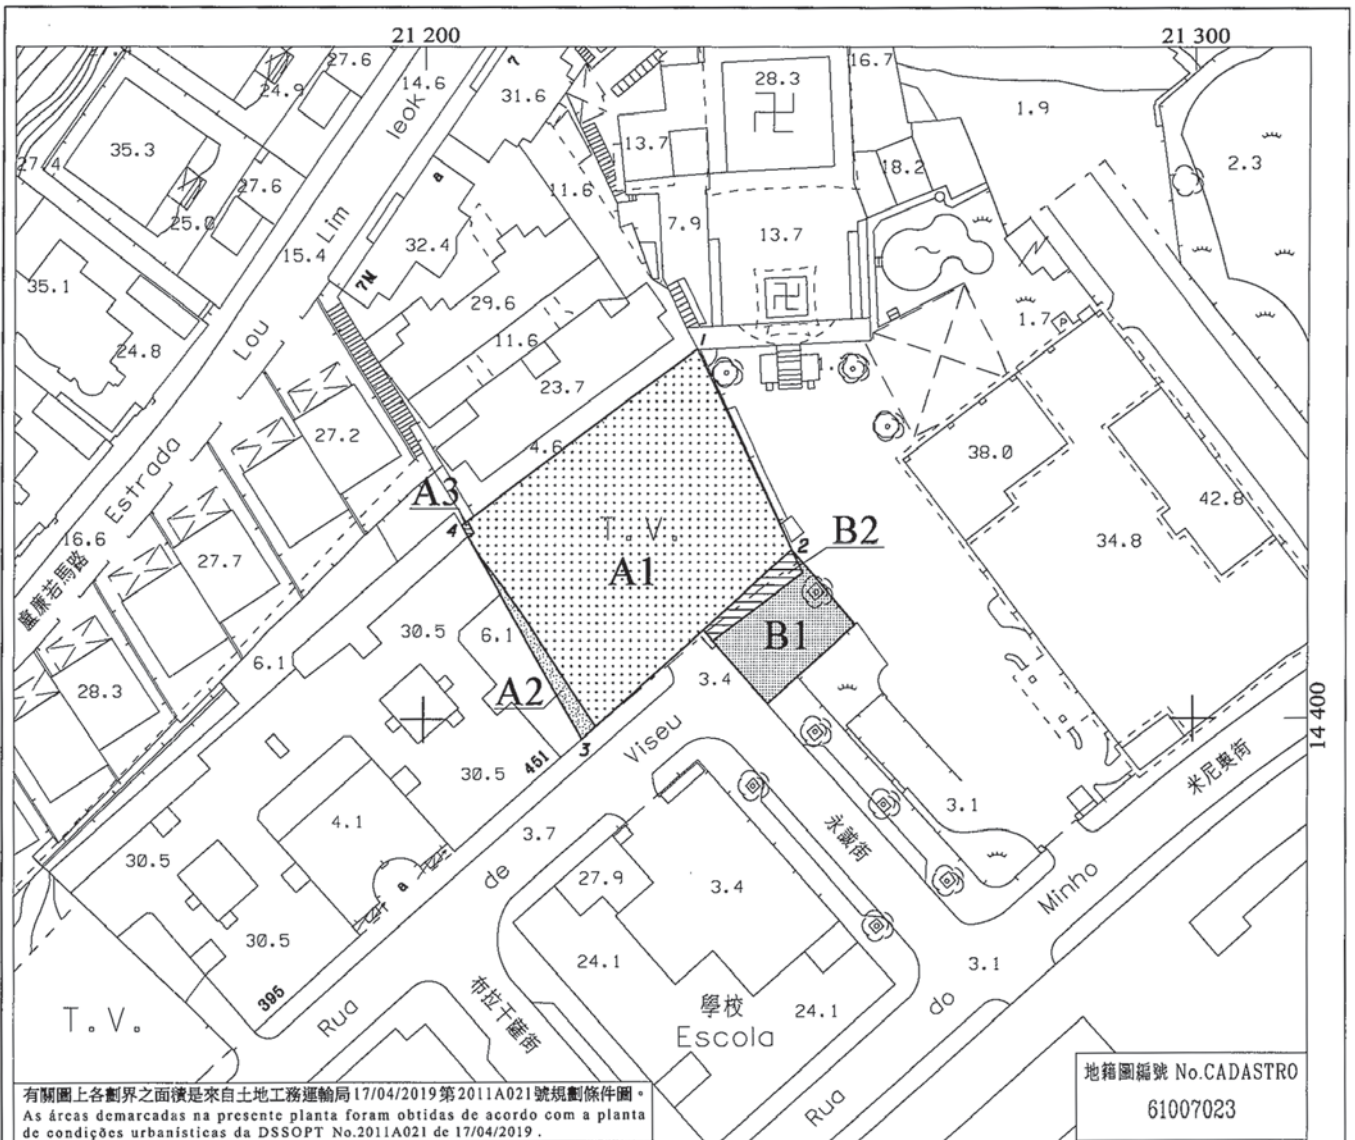 21 200
21 300
27.6
14.6
24.9
7
31.6
28.3
16.7
1.9
2.3
27.4
35.3
27.6
25.0
leok
8
13.7
18.2
11.6
7.9
13.7
Lim
15.4
32.4
7N
35.1
29.6
11.6
1.7
P
24.8
Lou
1
23.7
27.2
4.6
38.0
42.8
34.8
Estrada
A3
4
16.6
盧廉若馬路
27.7
T. V.
A1
2
B2
B1
30.5
6.1
6.1
28.3
A2
3.4
3
Viseu
451
30.5
14 400
米尼奧街
3.1
永誠街
4.1
3.7
8
30.5
de
27.9
3.4
Minho
30.5
24.1
3.1
395
布拉干薩街
學校
Escola
24.1
do
T. V.
Rua
Rua
有關圖上各劃界之面積是來自土地工務運輸局17/04/2019第2011A021號規劃條件圖。
As áreas demarcadas na presente planta foram obtidas de acordo com a planta
de condições urbanísticas da DSSOPT No.2011A021 de 17/04/2019 .
地籍圖編號 No.CADASTRO
61007023